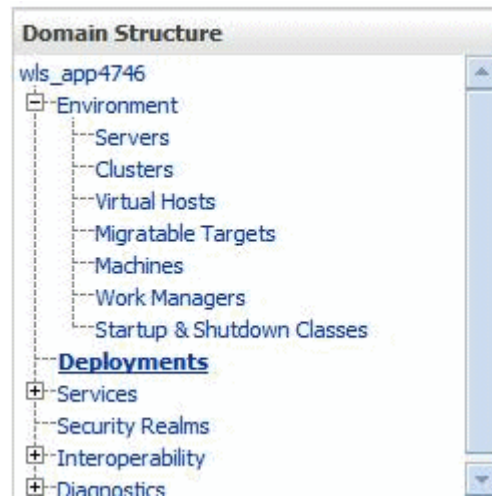 Domain Structure
wls_app4746
Environment
Servers
Clusters
Virtual Hosts
Migratable Targets
Machines
Work Managers
Startup & Shutdown Classes
Deployments
Services
Security Realms
Interoperability
Diagnostics